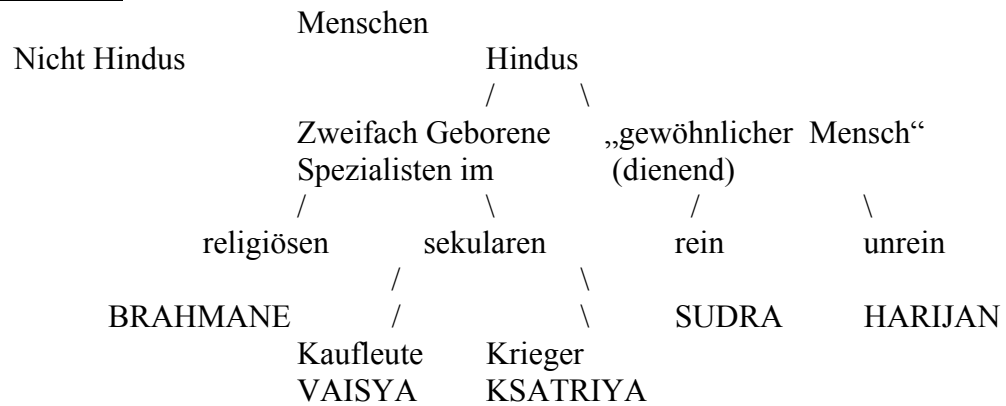 Menschen
Nicht Hindus Hindus
/ \
Zweifach Geborene „gewöhnlicher Mensch“
Spezialisten im (dienend)
/ \ / \
religiösen sekularen rein unrein
/ \
BRAHMANE / \ SUDRA HARIJAN
Kaufleute Krieger
VAISYA KSATRIYA